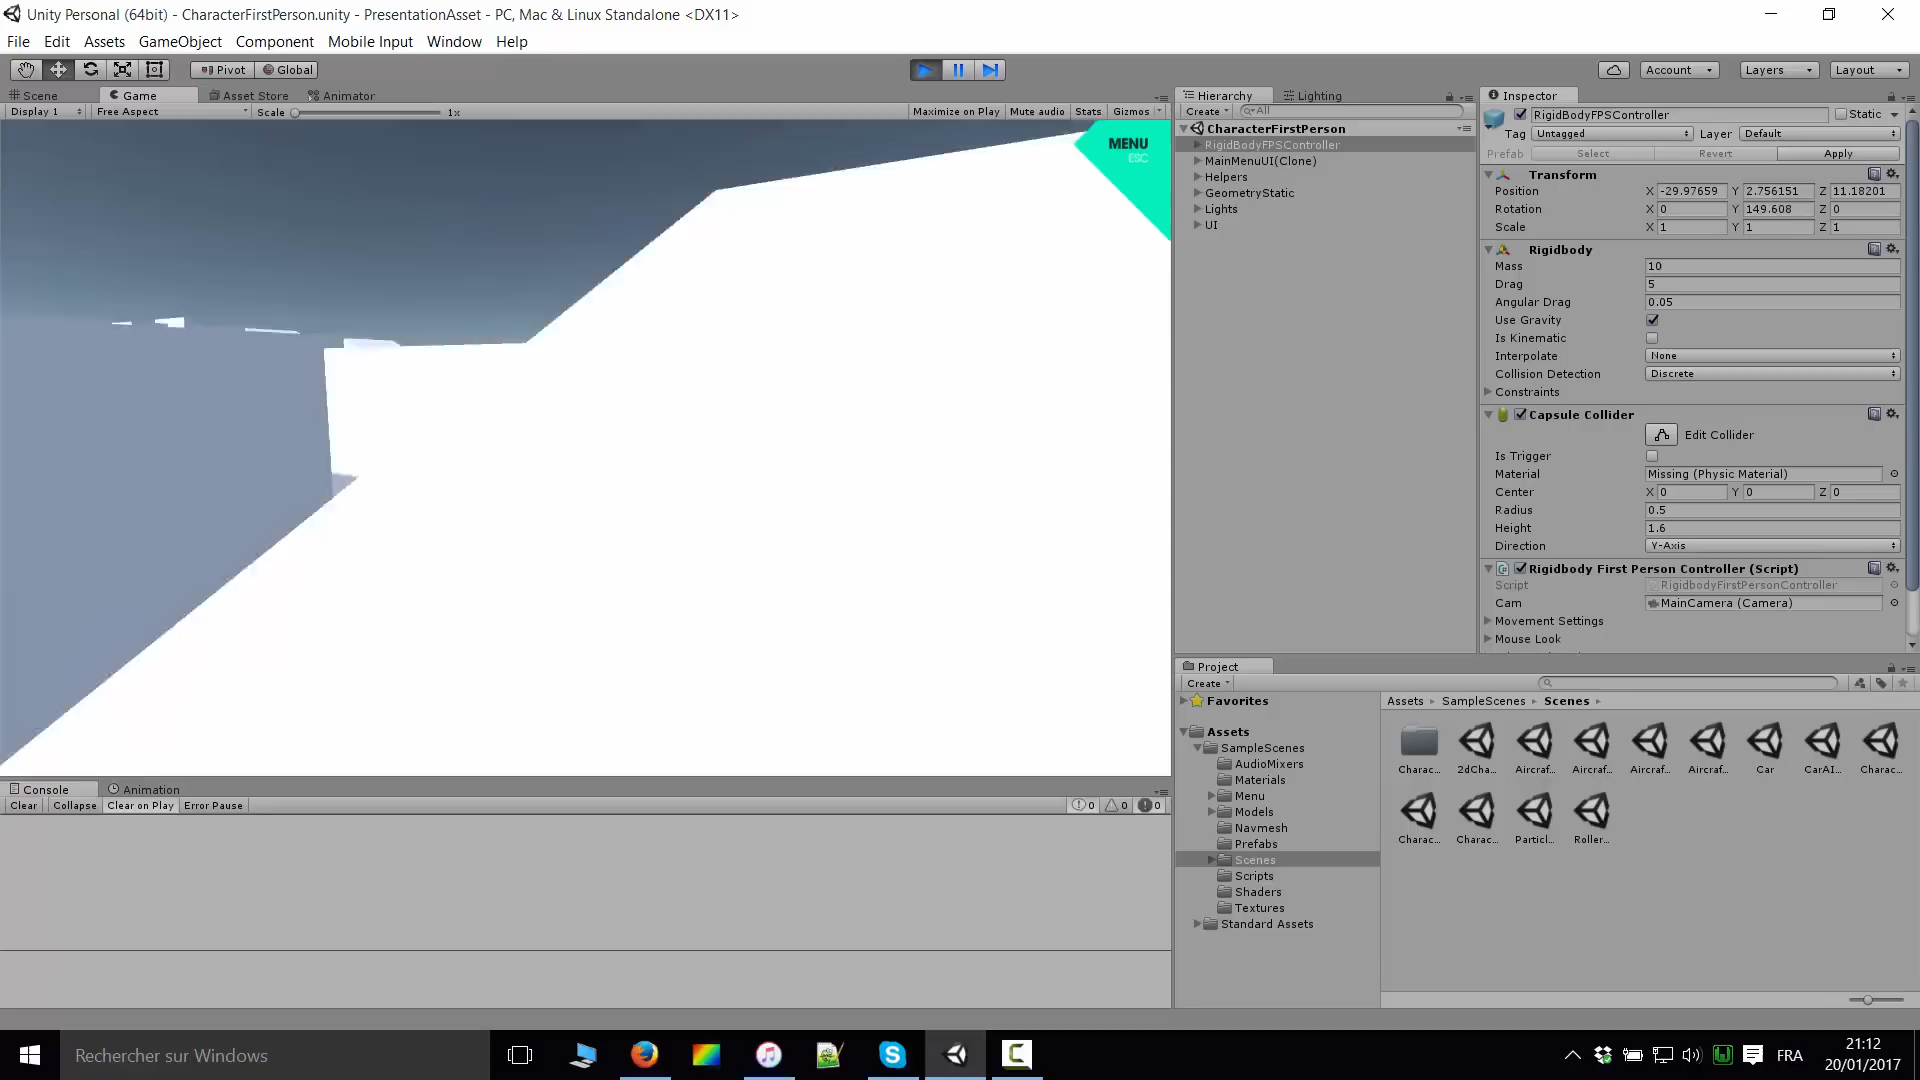 Unity Personal (64bit) - CharacterFirstPerson.unity - PresentationAsset - PC, Mac & Linux Standalone <DX11>
File Edit Assets GameObject Component Mobile Input Window Help
Pivot Global Account Layers Layout
Scene Game Asset Store Animator
Display 1 Free Aspect Scale 1x Maximize on Play Mute audio Stats Gizmos
MENU
ESC
Hierarchy Lighting
Create All
CharacterFirstPerson
RigidBodyFPSController
MainMenuUI(Clone)
Helpers
GeometryStatic
Lights
UI
Inspector
RigidBodyFPSController Static
Tag Untagged Layer Default
Prefab Select Revert Apply
Transform
Position X -29.97659 Y 2.756151 Z 11.18201
Rotation X 0 Y 149.608 Z 0
Scale X 1 Y 1 Z 1
Rigidbody
Mass 10
Drag 5
Angular Drag 0.05
Use Gravity
Is Kinematic
Interpolate None
Collision Detection Discrete
Constraints
Capsule Collider
Edit Collider
Is Trigger
Material Missing (Physic Material)
Center X 0 Y 0 Z 0
Radius 0.5
Height 1.6
Direction Y-Axis
Rigidbody First Person Controller (Script)
Script RigidbodyFirstPersonController
Cam MainCamera (Camera)
Movement Settings
Mouse Look
Project
Create
Favorites
Assets
SampleScenes
AudioMixers
Materials
Menu
Models
Navmesh
Prefabs
Scenes
Scripts
Shaders
Textures
Standard Assets
Assets SampleScenes Scenes
Charac... 2dCha... Aircraf... Aircraf... Aircraf... Aircraf... Car CarAI... Charac...
Charac... Charac... Particl... Roller...
Console Animation
Clear Collapse Clear on Play Error Pause 0 0 0
Rechercher sur Windows
FRA
21:12
20/01/2017